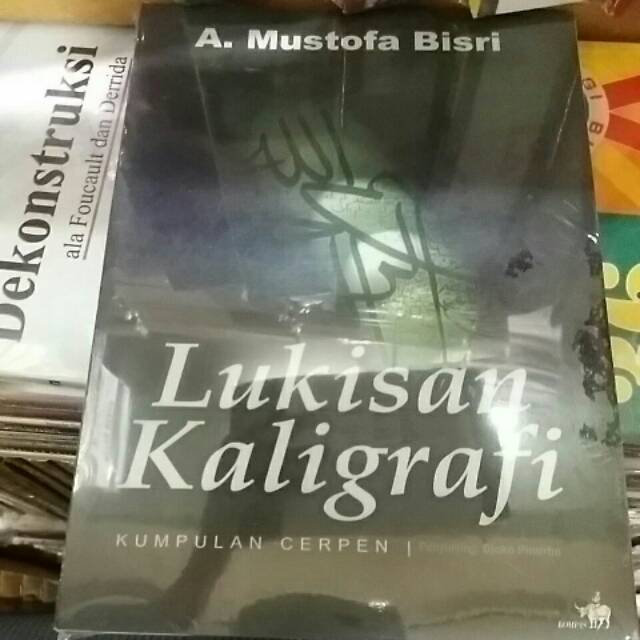 A. Mustofa Bisri
Lukisan
Kaligrafi
KUMPULAN CERPEN |
Dekonstruksi
ala Foucault dan Derrida